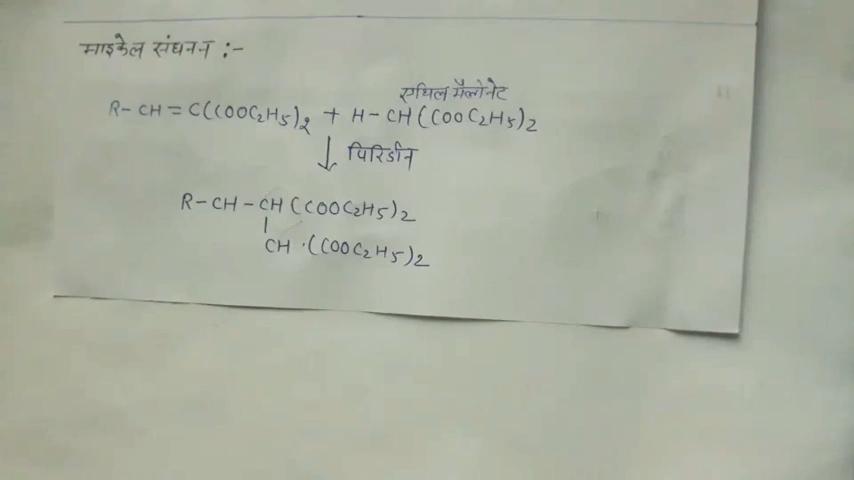 माइकेल संघनन :-
एथिल मैलोनेट
R- CH = C(COOC2H5)2 + H - CH (COOC2H5)2
↓ पिरिडीन
R - CH - CH (COOC2H5)2
|
CH ·(COOC2H5)2